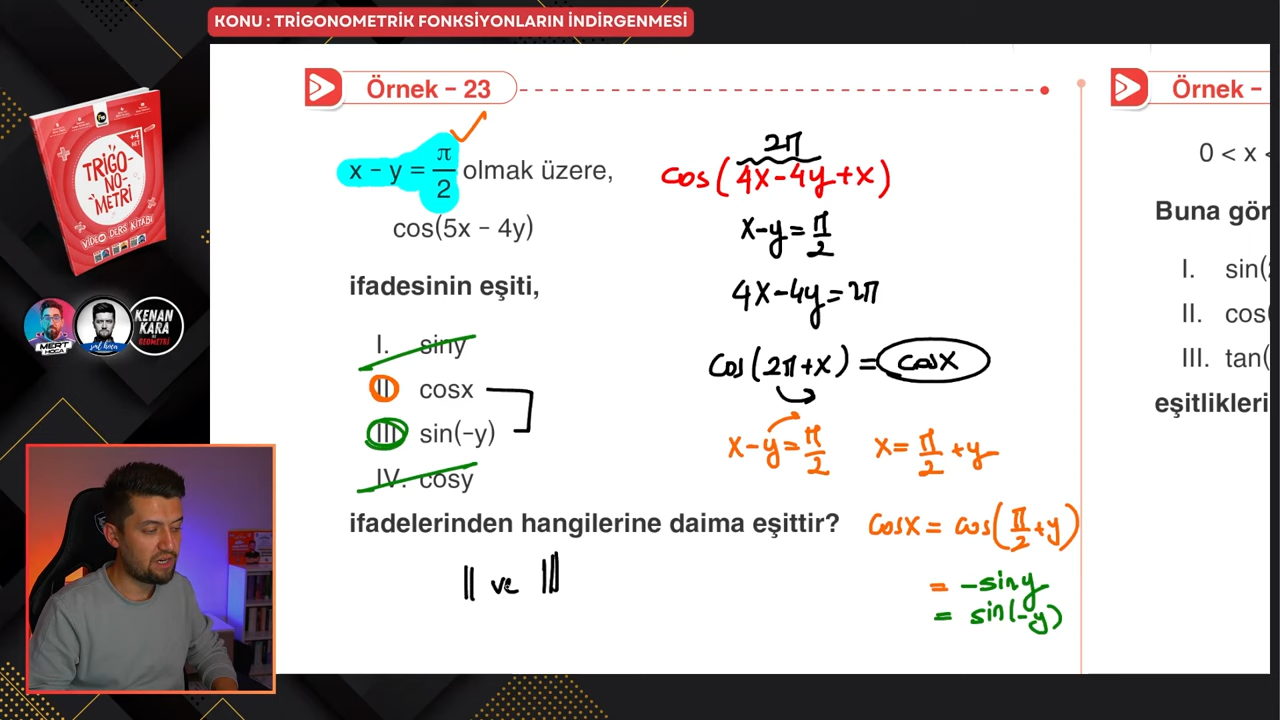 KONU : TRİGONOMETRİK FONKSİYONLARIN İNDİRGENMESİ
+4 NET
TRİGO-
NO-
METRİ
VİDEO DERS KİTABI
MERT HOCA
KENAN
KARA
GEOMETRİ
Örnek - 23
x - y = π/2 olmak üzere,
cos(5x - 4y)
ifadesinin eşiti,
I. siny
II cosx
III sin(-y)
IV. cosy
ifadelerinden hangilerine daima eşittir?
II ve III
2π
cos(4x-4y+x)
x-y=π/2
4x-4y=2π
cos(2π+x) = cosx
x-y=π/2 x=π/2+y
cosx = cos(π/2+y)
= -siny
= sin(-y)
Örnek -
0 < x <
Buna gör
I. sin(
II. cos(
III. tan(
eşitlikleri